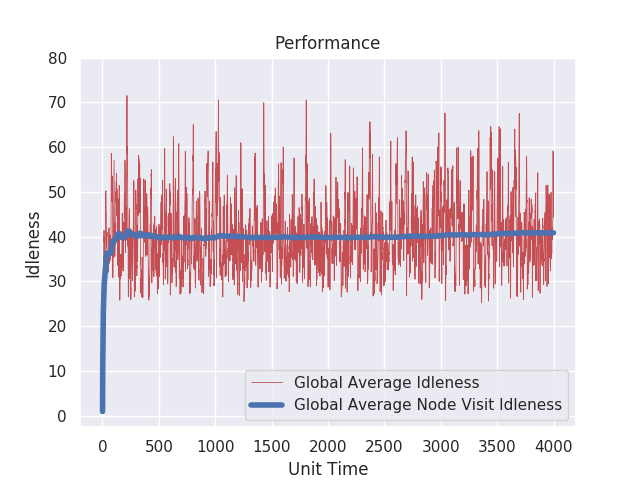 Performance
80
70
60
50
40
30
20
10
0
Idleness
Global Average Idleness
Global Average Node Visit Idleness
0 500 1000 1500 2000 2500 3000 3500 4000
Unit Time